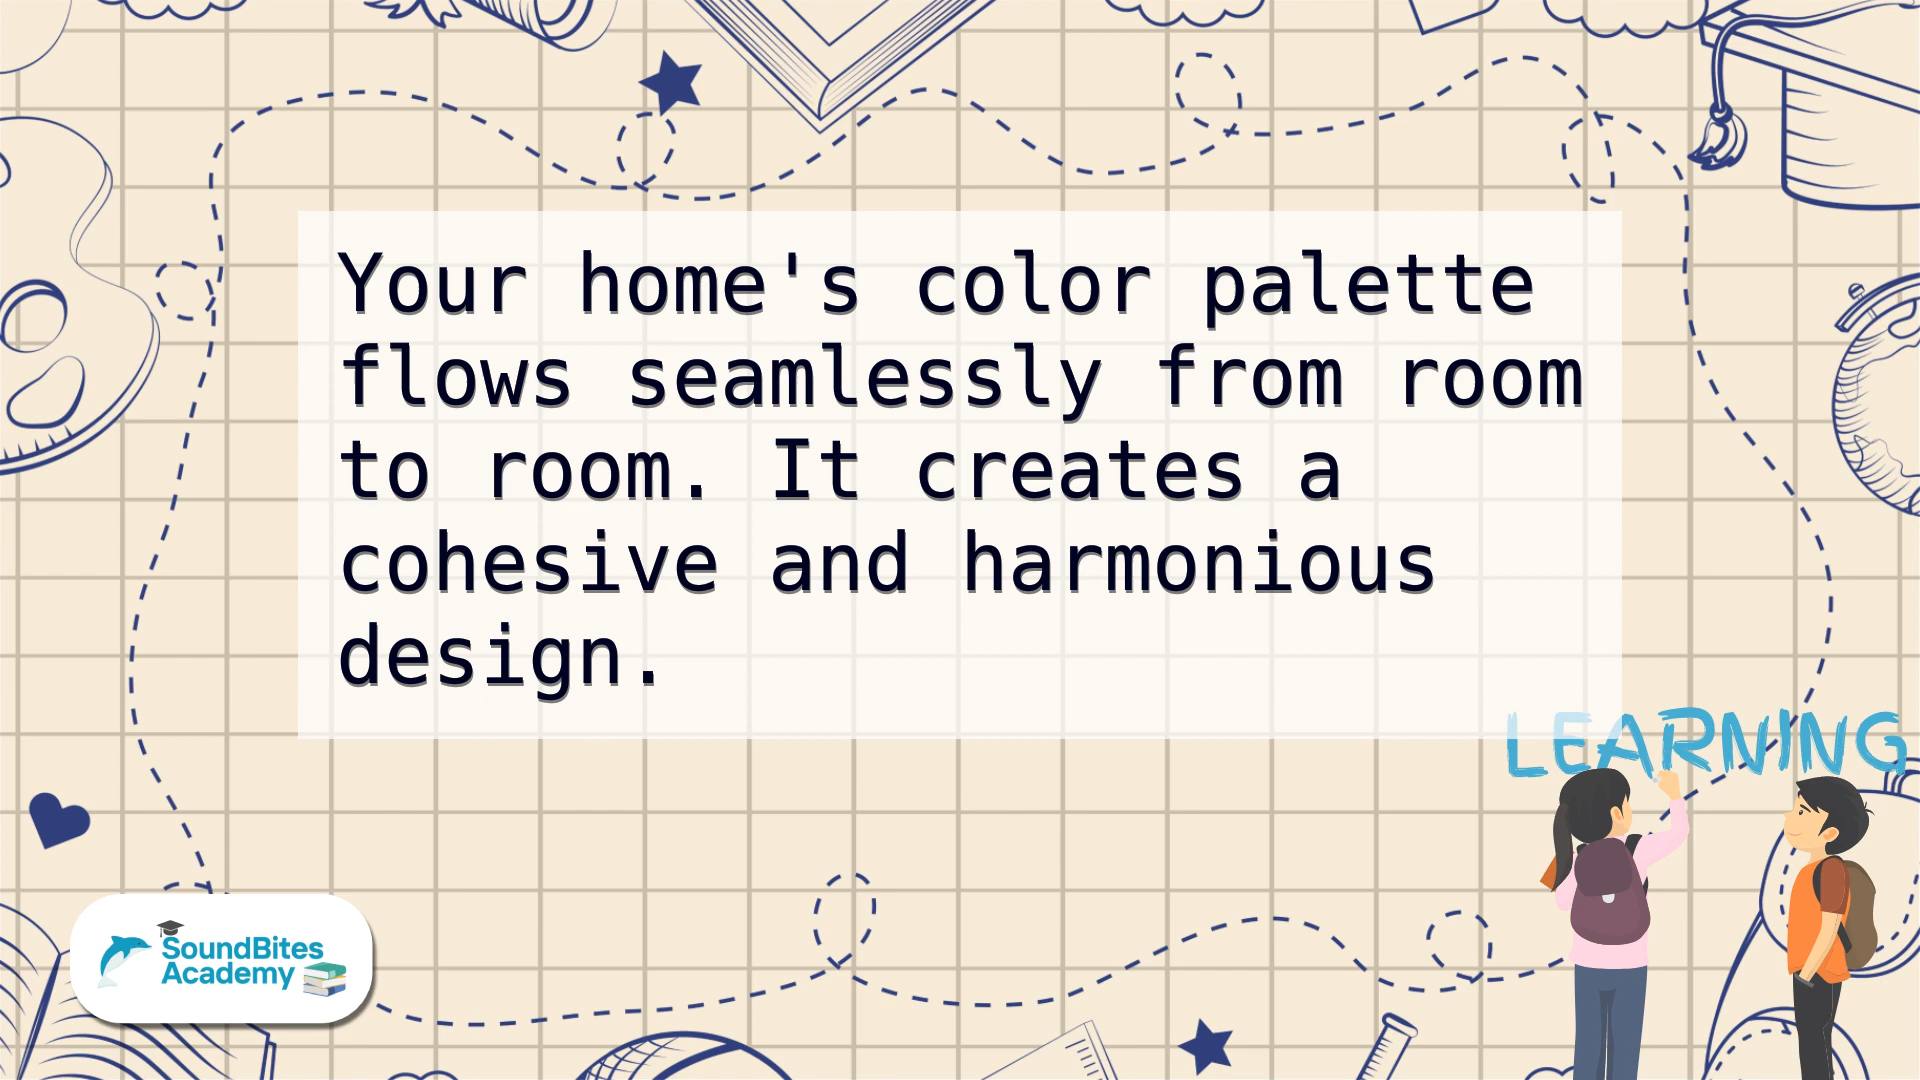 Your home's color palette
flows seamlessly from room
to room. It creates a
cohesive and harmonious
design.
LEARNING
SoundBites
Academy